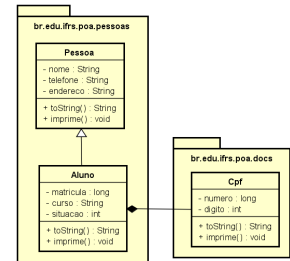 br.edu.ifrs.poa.pessoas
Pessoa
- nome : String
- telefone : String
- endereco : String
+ toString() : String
+ imprime() : void
Aluno
- matricula : long
- curso : String
- situacao : int
+ toString() : String
+ imprime() : void
br.edu.ifrs.poa.docs
Cpf
- numero : long
- digito : int
+ toString() : String
+ imprime() : void